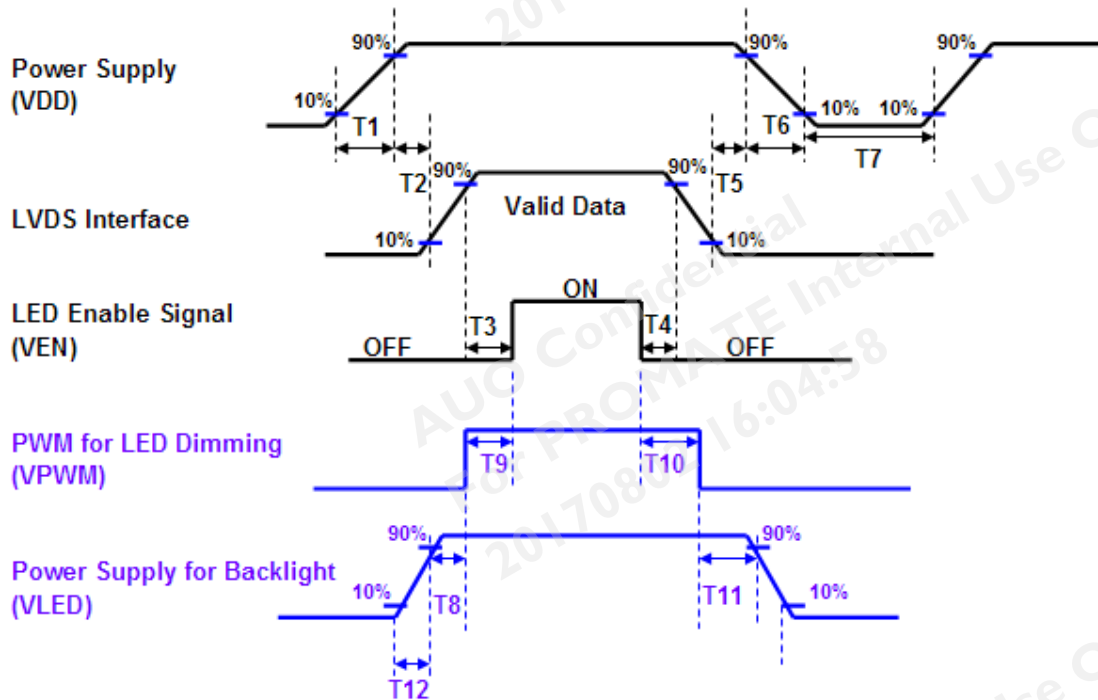 2017
90%
90%
90%
Power Supply
(VDD)
10%
10%
10%
T1
T6
T7
T2
90%
90%
T5
LVDS Interface
Valid Data
10%
10%
LED Enable Signal
(VEN)
ON
T3
T4
OFF
OFF
AUO Confidential
For PROMATE Internal Use O
20170802 16:04:58
PWM for LED Dimming
(VPWM)
T9
T10
90%
90%
Power Supply for Backlight
(VLED)
10%
T8
T11
10%
T12
Use O